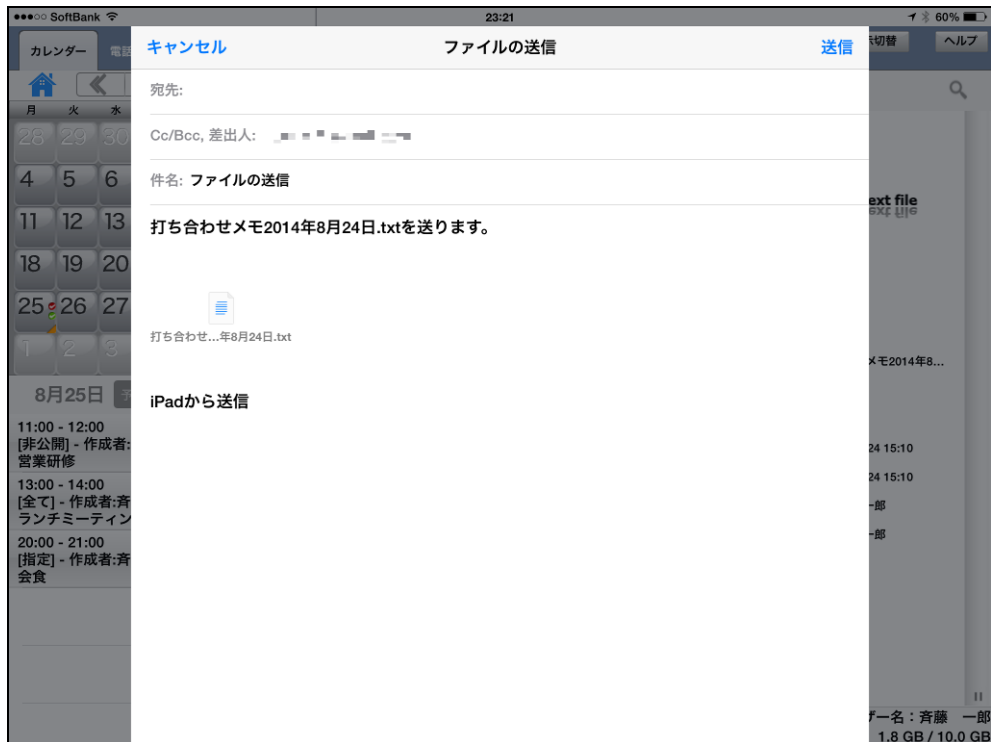 SoftBank
23:21
60%
カレンダー
電話
切替
ヘルプ
キャンセル
ファイルの送信
送信
宛先:
Cc/Bcc, 差出人:
件名: ファイルの送信
打ち合わせメモ2014年8月24日.txtを送ります。
打ち合わせ...年8月24日.txt
iPadから送信
月 火 水
28 29 30
4 5 6
11 12 13
18 19 20
25 26 27
1 2 3
8月25日 予
11:00 - 12:00
[非公開] - 作成者:
営業研修
13:00 - 14:00
[全て] - 作成者:斉
ランチミーティン
20:00 - 21:00
[指定] - 作成者:斉
会食
ext file
メモ2014年8...
24 15:10
24 15:10
一郎
一郎
ザー名：斉藤 一郎
1.8 GB / 10.0 GB